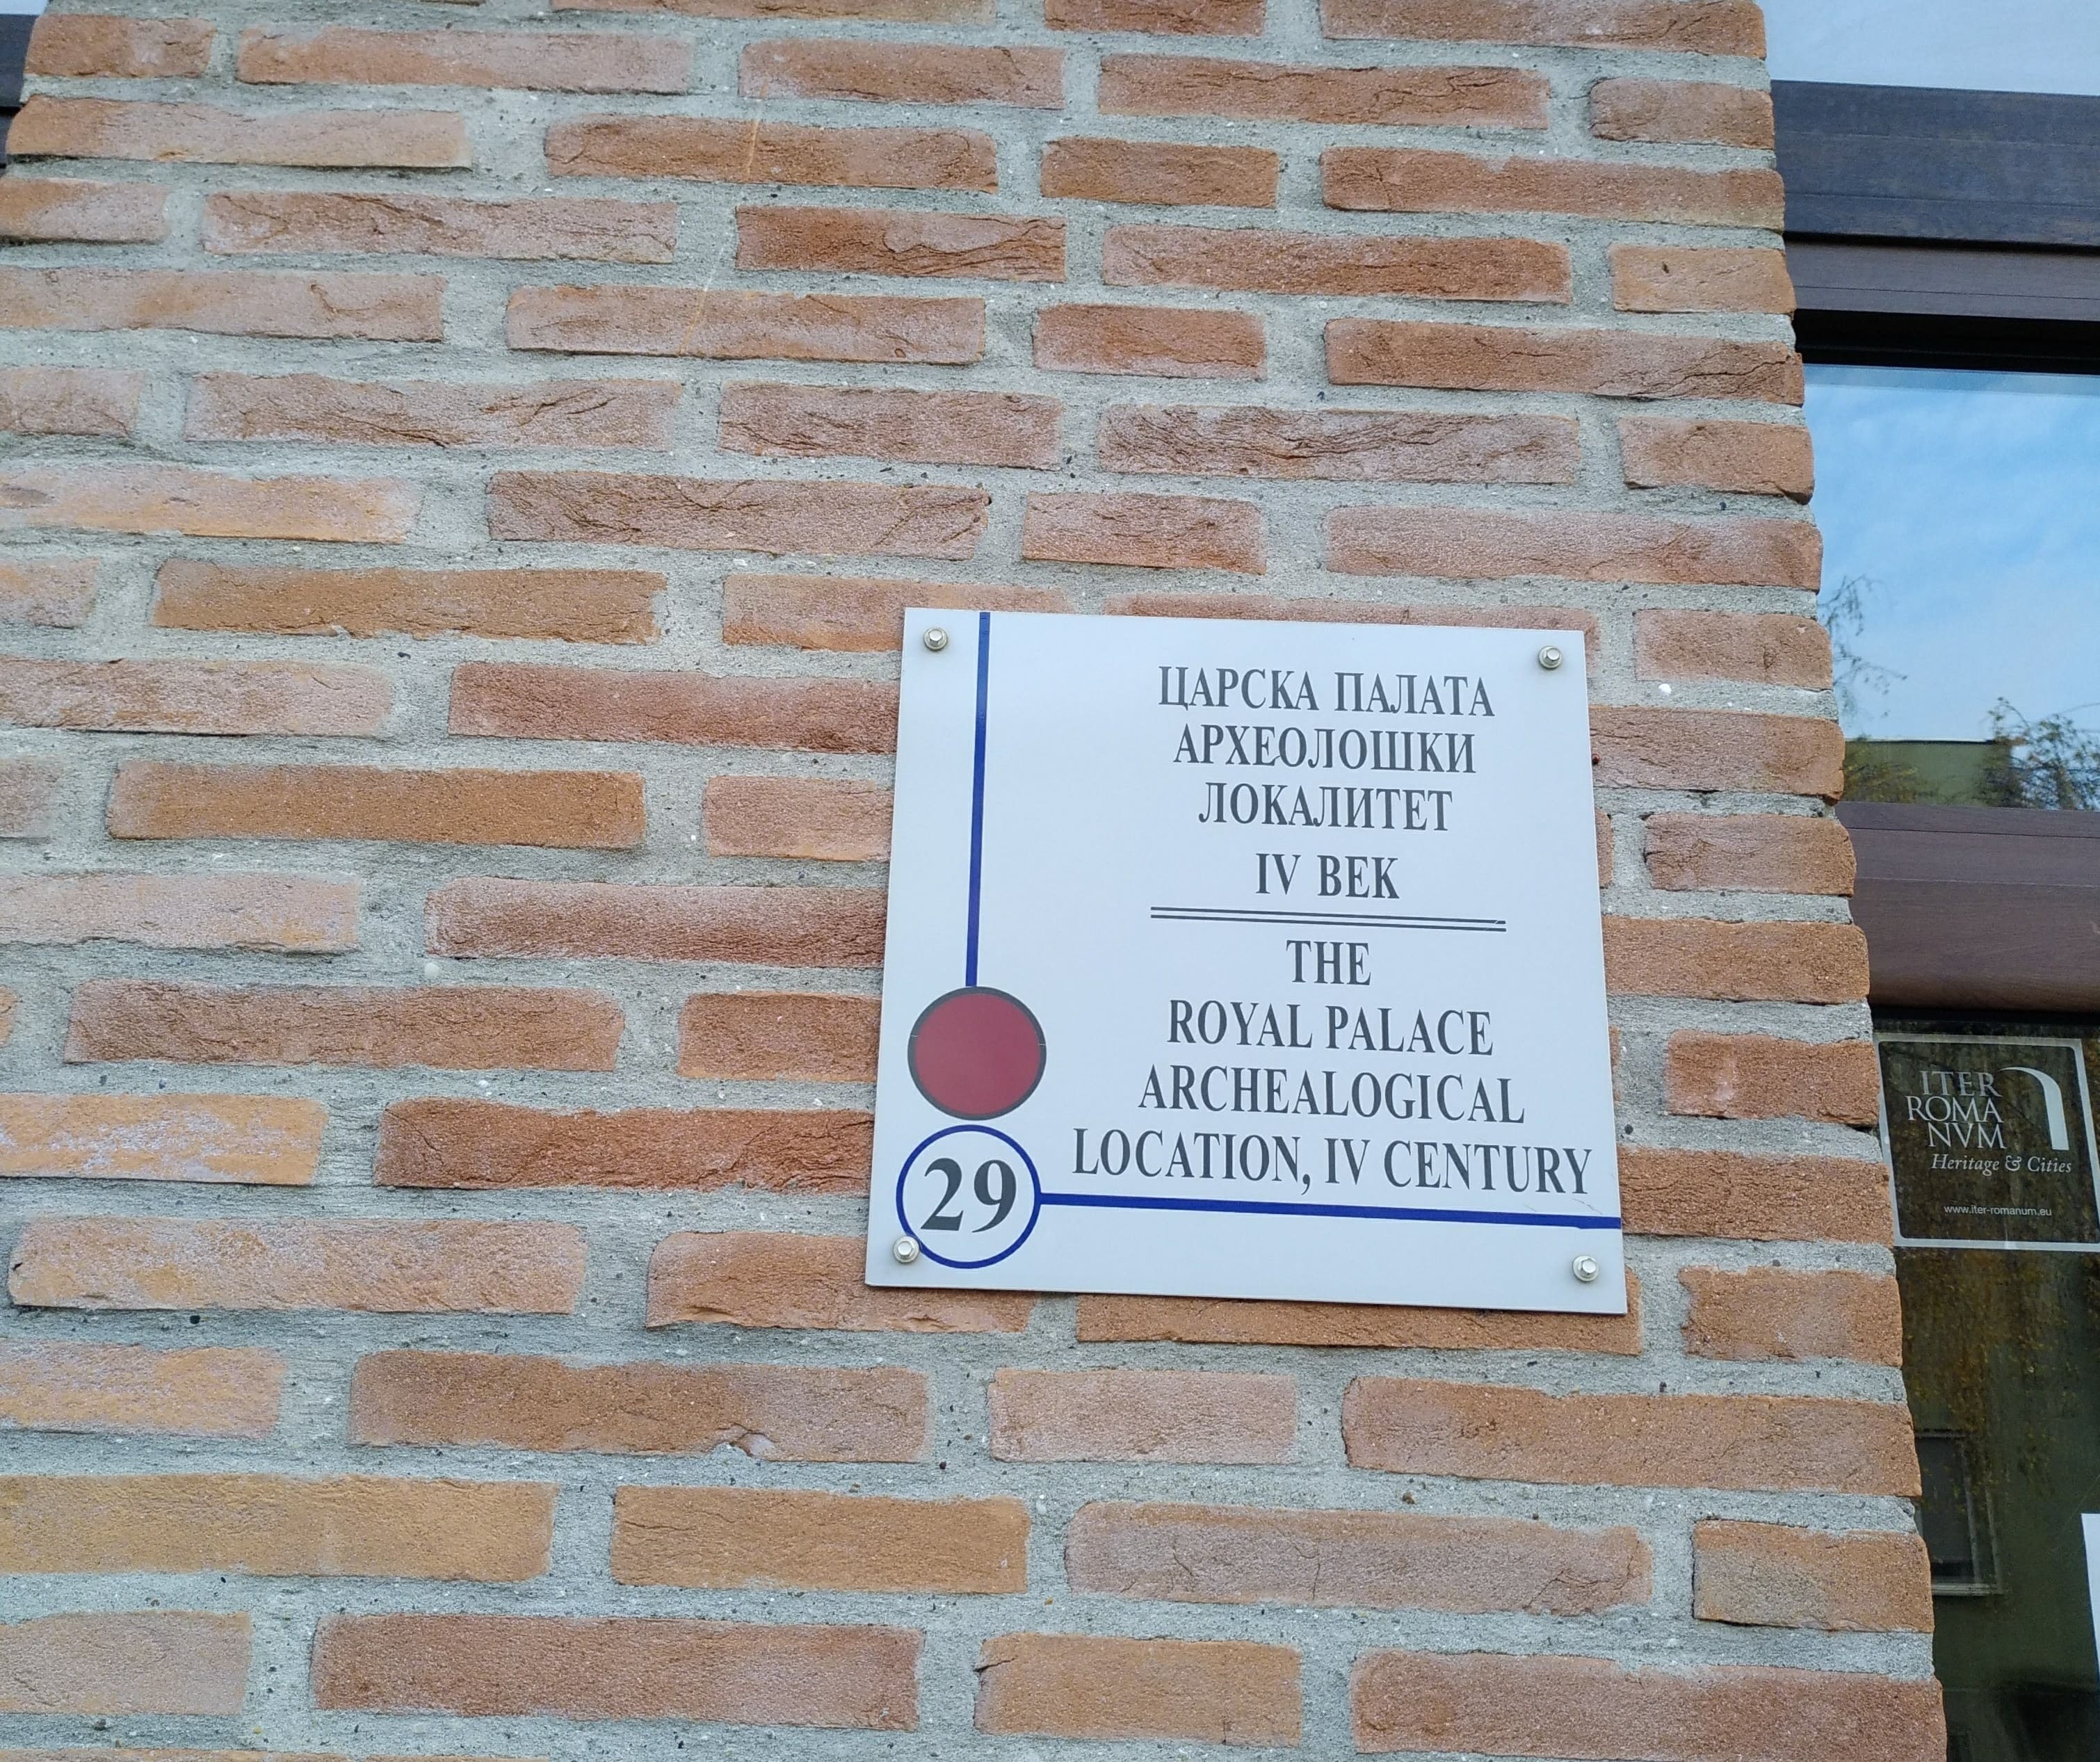 ЦАРСКА ПАЛАТА
АРХЕОЛОШКИ
ЛОКАЛИТЕТ
IV ВЕК
THE
ROYAL PALACE
ARCHEALOGICAL
LOCATION, IV CENTURY
29
ITER
ROMA
NVM
Heritage & Cities
www.iter-romanum.eu